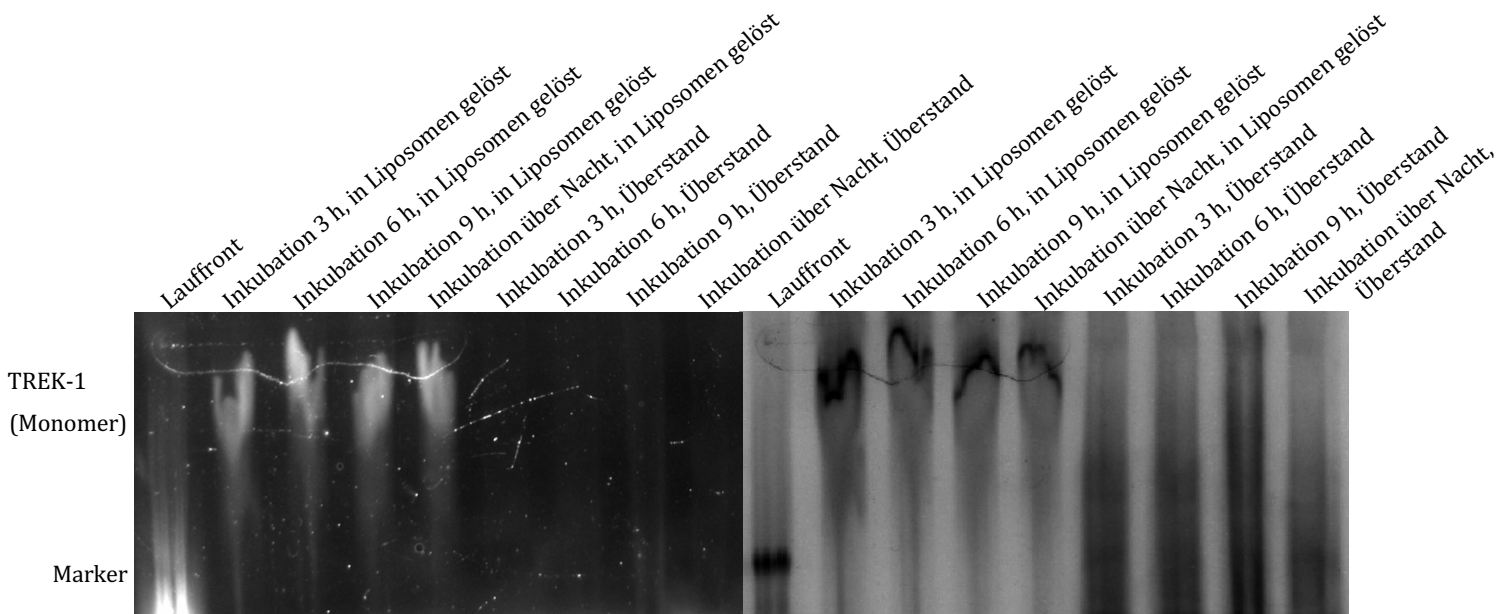 Lauffront
Inkubation 3 h, in Liposomen gelöst
Inkubation 6 h, in Liposomen gelöst
Inkubation 9 h, in Liposomen gelöst
Inkubation über Nacht, in Liposomen gelöst
Inkubation 3 h, Überstand
Inkubation 6 h, Überstand
Inkubation 9 h, Überstand
Inkubation über Nacht, Überstand
Lauffront
Inkubation 3 h, in Liposomen gelöst
Inkubation 6 h, in Liposomen gelöst
Inkubation 9 h, in Liposomen gelöst
Inkubation über Nacht, in Liposomen gelöst
Inkubation 3 h, Überstand
Inkubation 6 h, Überstand
Inkubation 9 h, Überstand
Inkubation über Nacht,
Überstand
TREK-1
(Monomer)
Marker